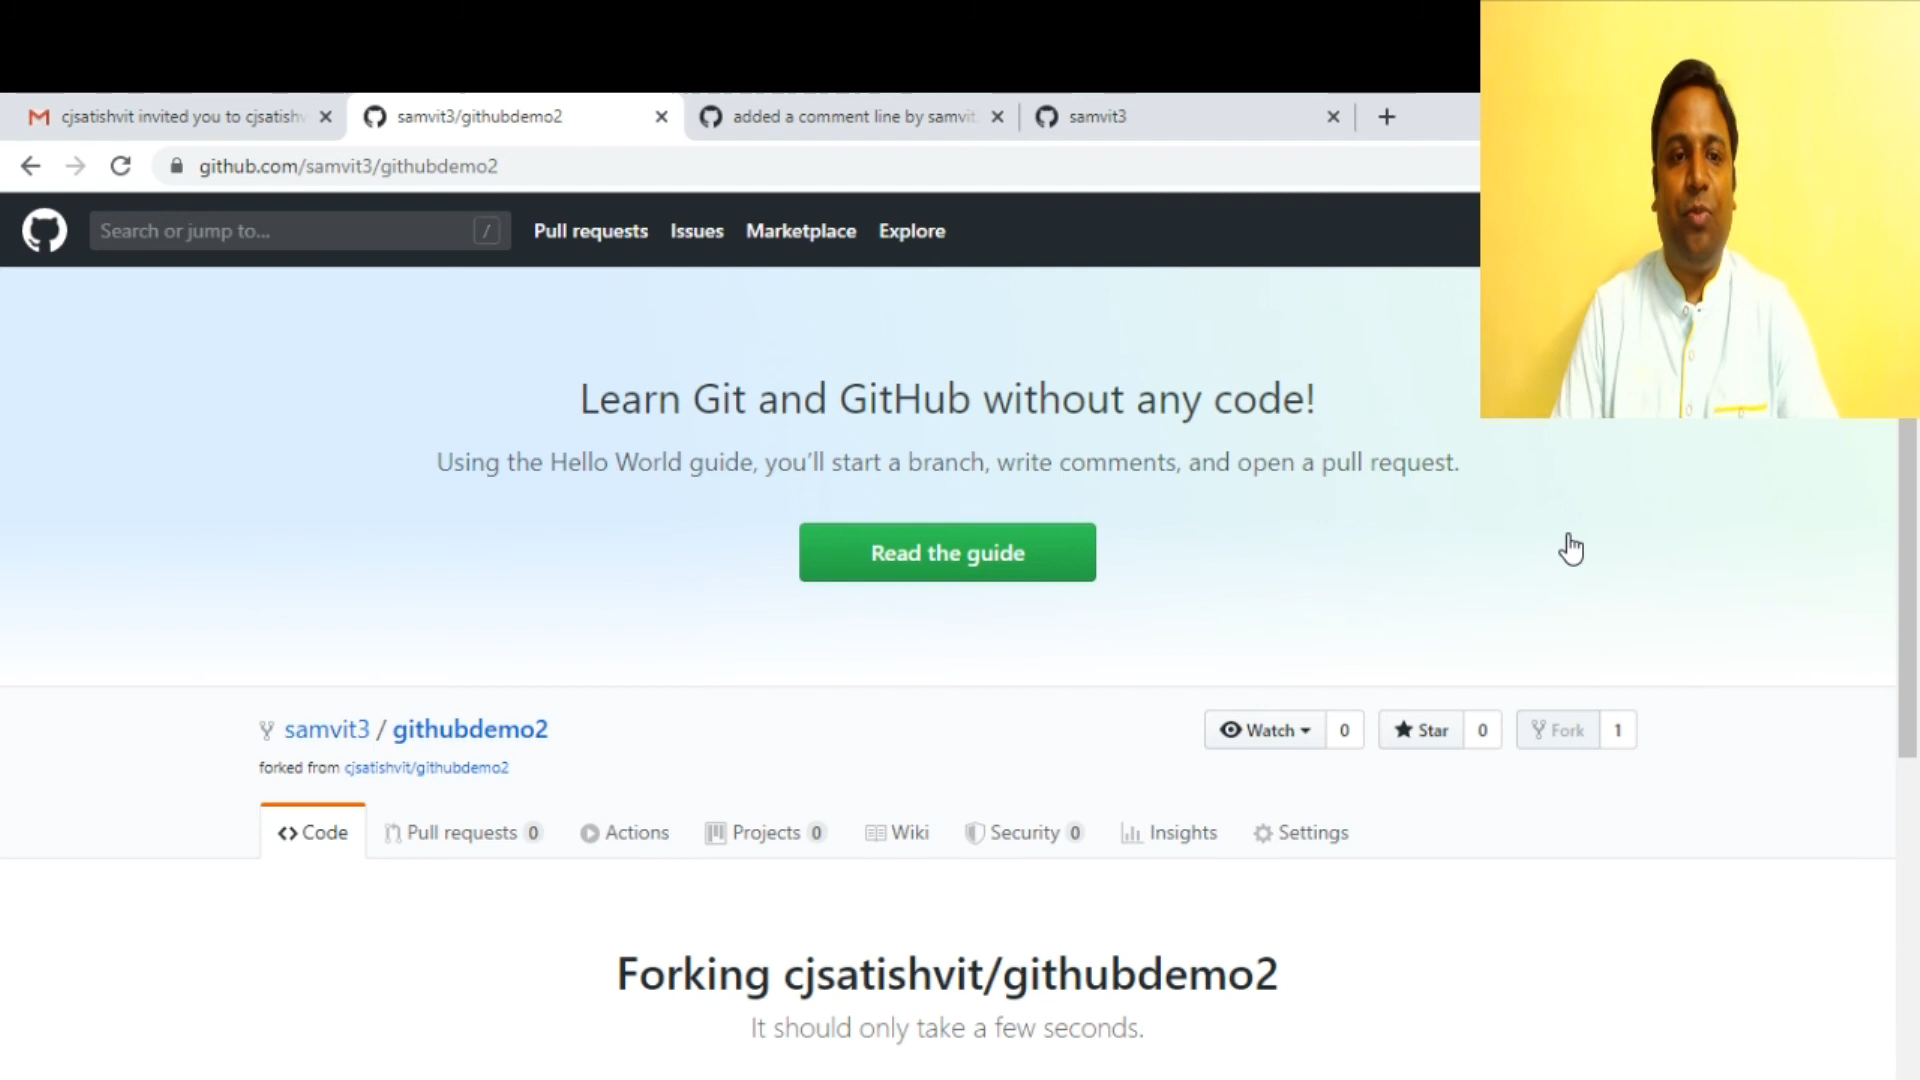 cjsatishvit invited you to cjsatishv
samvit3/githubdemo2
added a comment line by samvit
samvit3
github.com/samvit3/githubdemo2
Search or jump to...
/
Pull requests
Issues
Marketplace
Explore
Learn Git and GitHub without any code!
Using the Hello World guide, you’ll start a branch, write comments, and open a pull request.
Read the guide
samvit3 / githubdemo2
Watch 0
Star 0
Fork 1
forked from cjsatishvit/githubdemo2
Code
Pull requests 0
Actions
Projects 0
Wiki
Security 0
Insights
Settings
Forking cjsatishvit/githubdemo2
It should only take a few seconds.